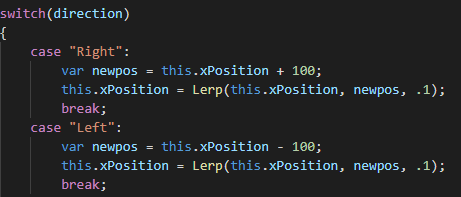 switch(direction)
{
    case "Right":
        var newpos = this.xPosition + 100;
        this.xPosition = Lerp(this.xPosition, newpos, .1);
        break;
    case "Left":
        var newpos = this.xPosition - 100;
        this.xPosition = Lerp(this.xPosition, newpos, .1);
        break;